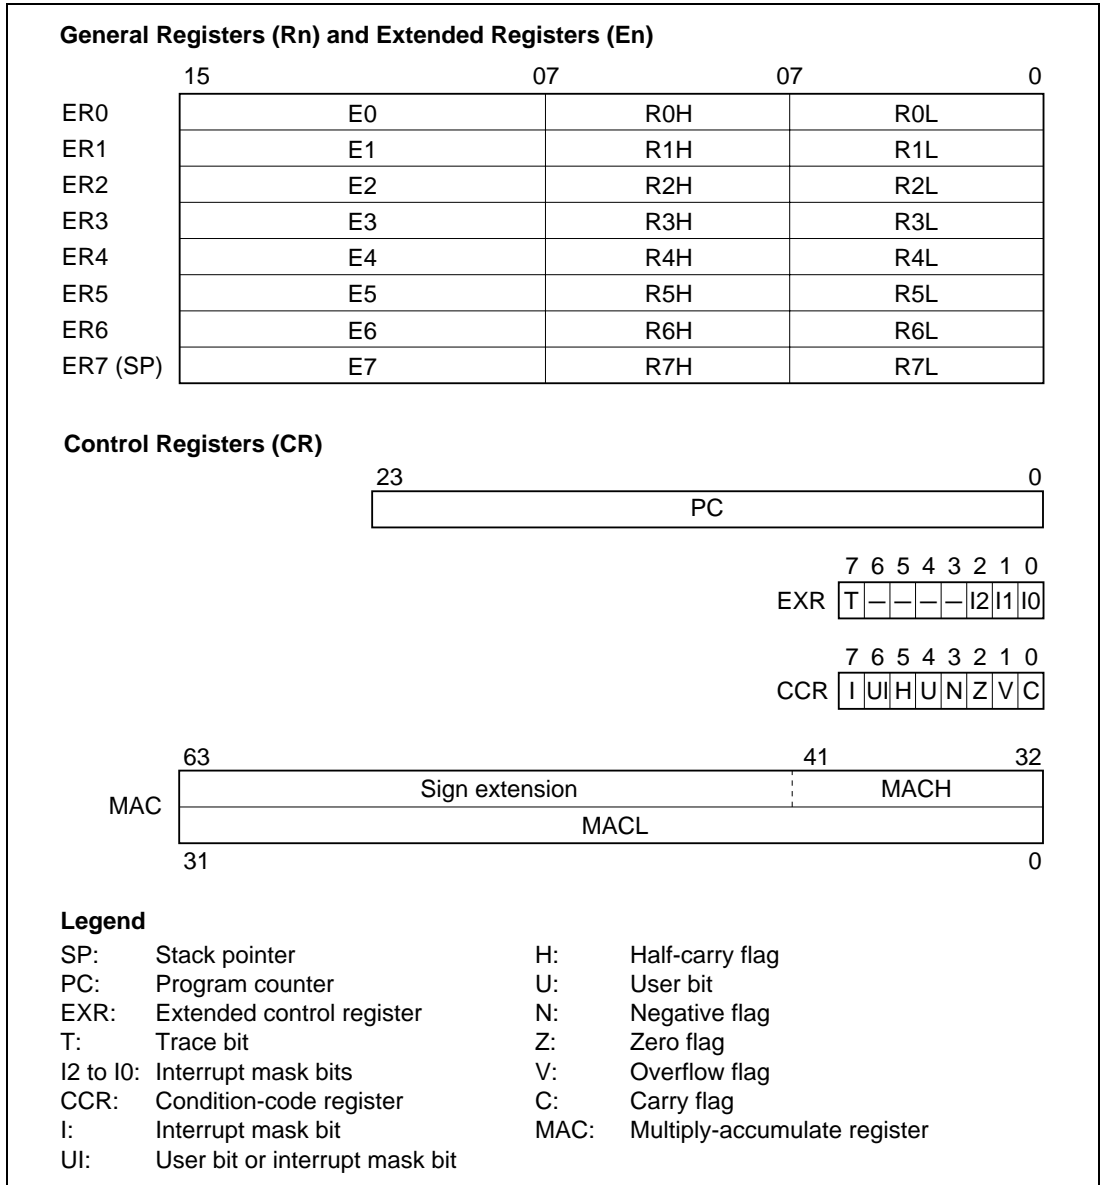 General Registers (Rn) and Extended Registers (En)
15 07 07 0
ER0 E0 R0H R0L
ER1 E1 R1H R1L
ER2 E2 R2H R2L
ER3 E3 R3H R3L
ER4 E4 R4H R4L
ER5 E5 R5H R5L
ER6 E6 R6H R6L
ER7 (SP) E7 R7H R7L
Control Registers (CR)
23 0
PC
7 6 5 4 3 2 1 0
EXR T — — — — I2 I1 I0
7 6 5 4 3 2 1 0
CCR I UI H U N Z V C
63 41 32
MAC Sign extension MACH
MACL
31 0
Legend
SP: Stack pointer H: Half-carry flag
PC: Program counter U: User bit
EXR: Extended control register N: Negative flag
T: Trace bit Z: Zero flag
I2 to I0: Interrupt mask bits V: Overflow flag
CCR: Condition-code register C: Carry flag
I: Interrupt mask bit MAC: Multiply-accumulate register
UI: User bit or interrupt mask bit